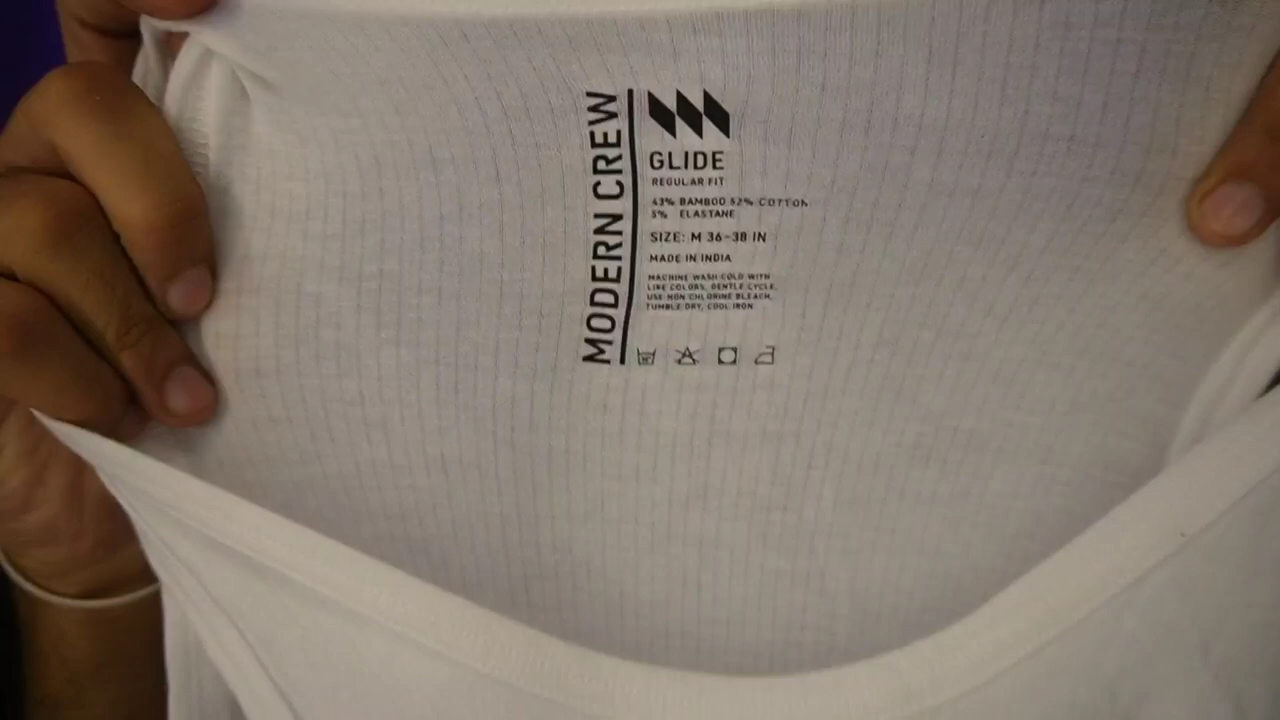 MODERN CREW
GLIDE
REGULAR FIT
43% BAMBOO 52% COTTON
5% ELASTANE
SIZE: M 36-38 IN
MADE IN INDIA
MACHINE WASH COLD WITH
LIKE COLORS, GENTLE CYCLE,
USE NON CHLORINE BLEACH,
TUMBLE DRY, COOL IRON